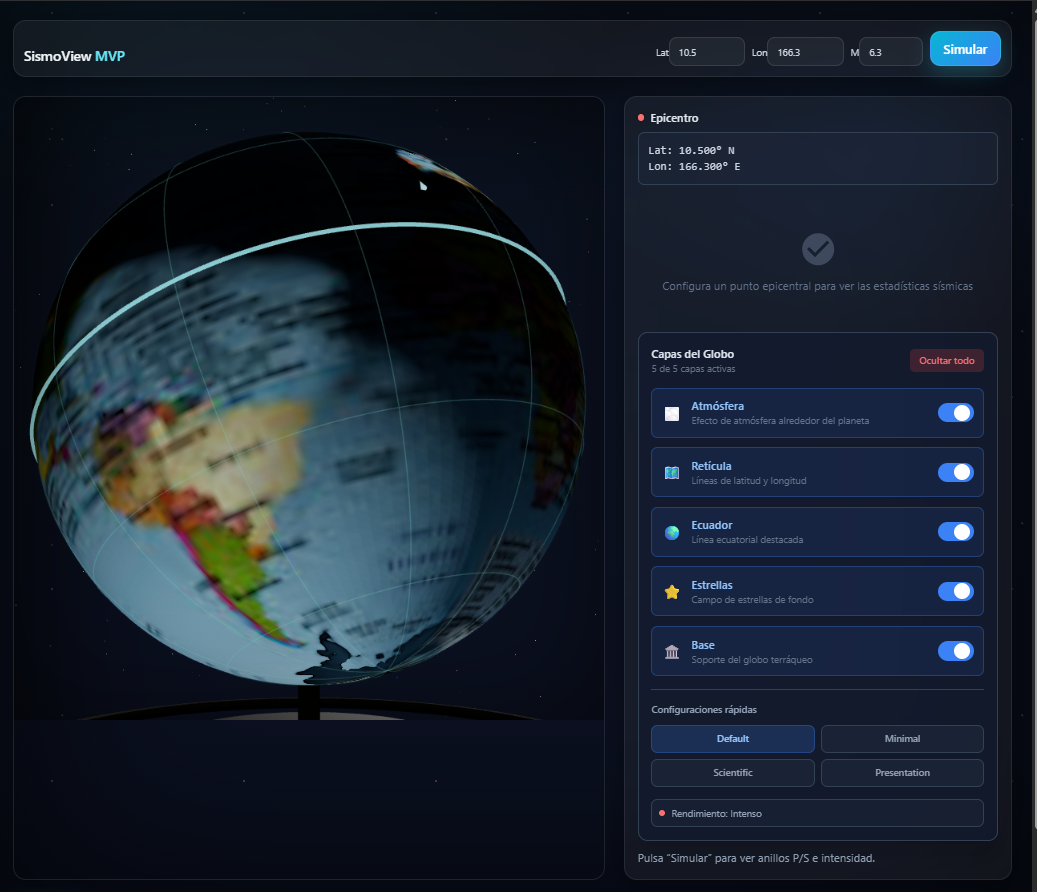 SismoView MVP
Lat 10.5 Lon 166.3 M 6.3 Simular
Epicentro
Lat: 10.500° N
Lon: 166.300° E
Configura un punto epicentral para ver las estadísticas sísmicas
Capas del Globo
5 de 5 capas activas
Ocultar todo
Atmósfera
Efecto de atmósfera alrededor del planeta
Retícula
Líneas de latitud y longitud
Ecuador
Línea ecuatorial destacada
Estrellas
Campo de estrellas de fondo
Base
Soporte del globo terráqueo
Configuraciones rápidas
Default Minimal
Scientific Presentation
Rendimiento: Intenso
Pulsa “Simular” para ver anillos P/S e intensidad.